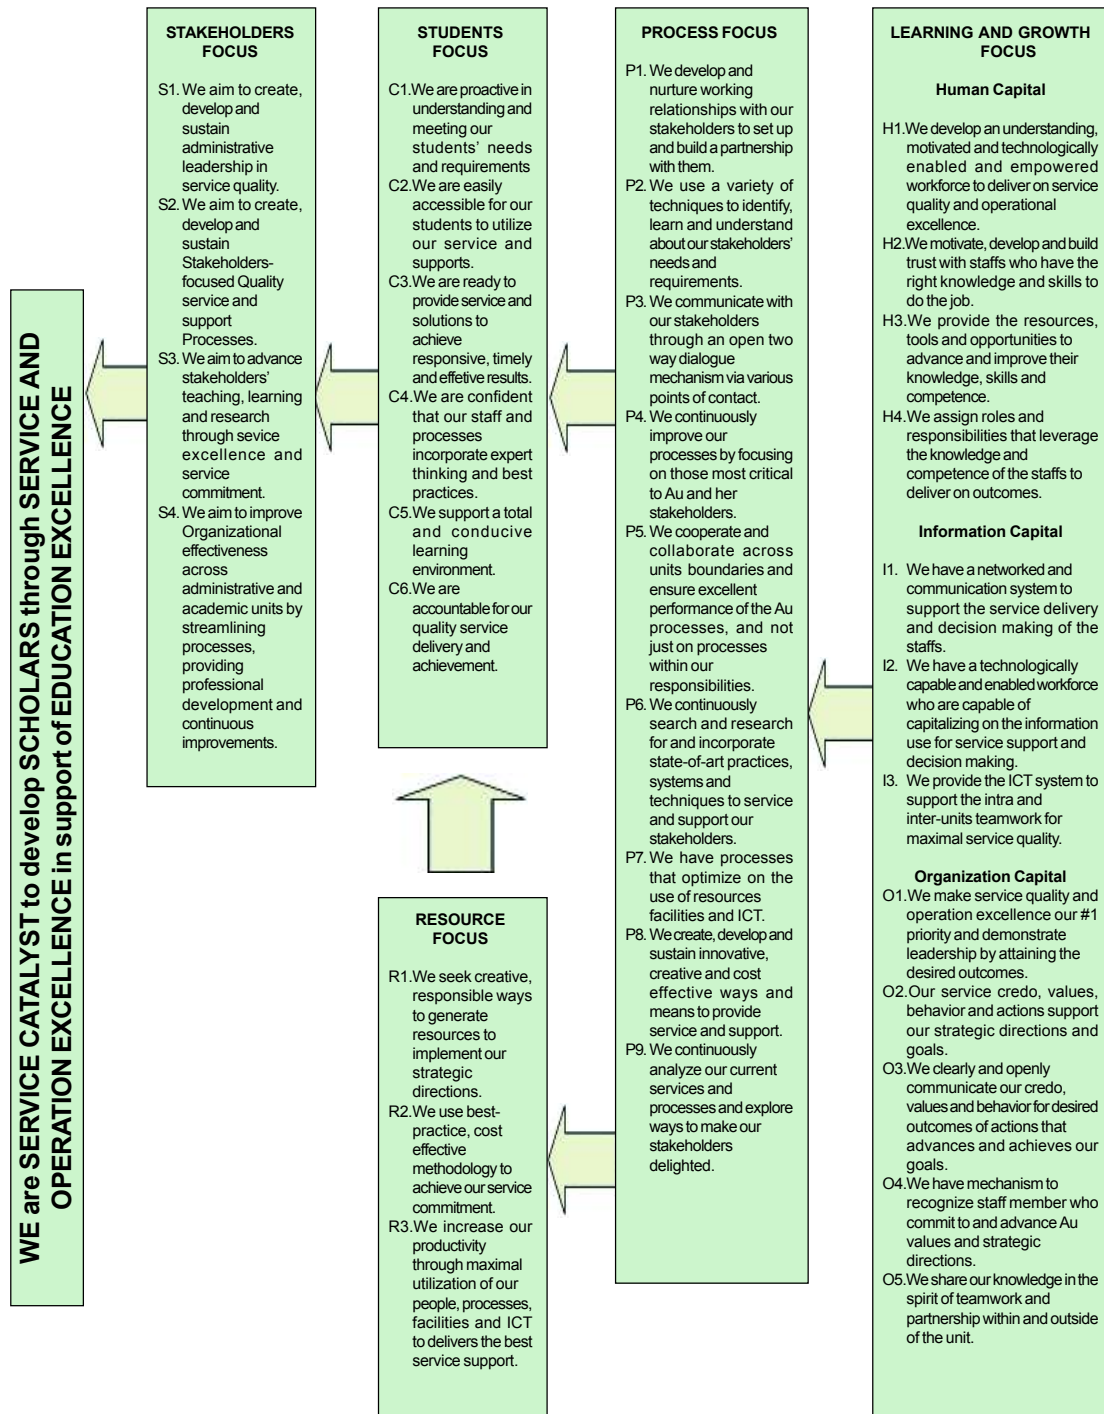 WE are SERVICE CATALYST to develop SCHOLARS through SERVICE AND
OPERATION EXCELLENCE in support of EDUCATION EXCELLENCE
STAKEHOLDERS
FOCUS
S1. We aim to create,
develop and
sustain
administrative
leadership in
service quality.
S2. We aim to create,
develop and
sustain
Stakeholders-
focused Quality
service and
support
Processes.
S3. We aim to advance
stakeholders'
teaching, learning
and research
through sevice
excellence and
service
commitment.
S4. We aim to improve
Organizational
effectiveness
across
administrative and
academic units by
streamlining
processes,
providing
professional
development and
continuous
improvements.
STUDENTS
FOCUS
C1.We are proactive in
understanding and
meeting our
students' needs
and requirements
C2.We are easily
accessible for our
students to utilize
our service and
supports.
C3.We are ready to
provide service and
solutions to
achieve
responsive, timely
and effetive results.
C4.We are confident
that our staff and
processes
incorporate expert
thinking and best
practices.
C5.We support a total
and conducive
learning
environment.
C6.We are
accountable for our
quality service
delivery and
achievement.
RESOURCE
FOCUS
R1.We seek creative,
responsible ways
to generate
resources to
implement our
strategic
directions.
R2.We use best-
practice, cost
effective
methodology to
achieve our service
commitment.
R3.We increase our
productivity
through maximal
utilization of our
people, processes,
facilities and ICT
to delivers the best
service support.
PROCESS FOCUS
P1. We develop and
nurture working
relationships with our
stakeholders to set up
and build a partnership
with them.
P2. We use a variety of
techniques to identify,
learn and understand
about our stakeholders'
needs and
requirements.
P3. We communicate with
our stakeholders
through an open two
way dialogue
mechanism via various
points of contact.
P4. We continuously
improve our
processes by focusing
on those most critical
to Au and her
stakeholders.
P5. We cooperate and
collaborate across
units boundaries and
ensure excellent
performance of the Au
processes, and not
just on processes
within our
responsibilities.
P6. We continuously
search and research
for and incorporate
state-of-art practices,
systems and
techniques to service
and support our
stakeholders.
P7. We have processes
that optimize on the
use of resources
facilities and ICT.
P8. We create, develop and
sustain innovative,
creative and cost
effective ways and
means to provide
service and support.
P9. We continuously
analyze our current
services and
processes and explore
ways to make our
stakeholders
delighted.
LEARNING AND GROWTH
FOCUS
Human Capital
H1.We develop an understanding,
motivated and technologically
enabled and empowered
workforce to deliver on service
quality and operational
excellence.
H2.We motivate, develop and build
trust with staffs who have the
right knowledge and skills to
do the job.
H3.We provide the resources,
tools and opportunities to
advance and improve their
knowledge, skills and
competence.
H4.We assign roles and
responsibilities that leverage
the knowledge and
competence of the staffs to
deliver on outcomes.
Information Capital
I1. We have a networked and
communication system to
support the service delivery
and decision making of the
staffs.
I2. We have a technologically
capable and enabled workforce
who are capable of
capitalizing on the information
use for service support and
decision making.
I3. We provide the ICT system to
support the intra and
inter-units teamwork for
maximal service quality.
Organization Capital
O1.We make service quality and
operation excellence our #1
priority and demonstrate
leadership by attaining the
desired outcomes.
O2.Our service credo, values,
behavior and actions support
our strategic directions and
goals.
O3.We clearly and openly
communicate our credo,
values and behavior for desired
outcomes of actions that
advances and achieves our
goals.
O4.We have mechanism to
recognize staff member who
commit to and advance Au
values and strategic
directions.
O5.We share our knowledge in the
spirit of teamwork and
partnership within and outside
of the unit.